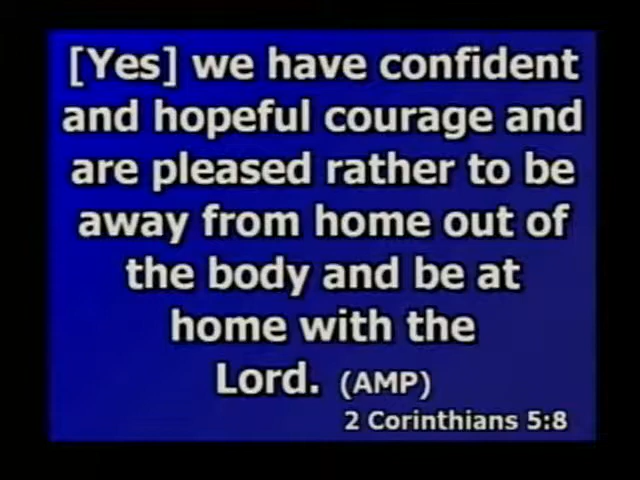 [Yes] we have confident
and hopeful courage and
are pleased rather to be
away from home out of
the body and be at
home with the
Lord. (AMP)
2 Corinthians 5:8